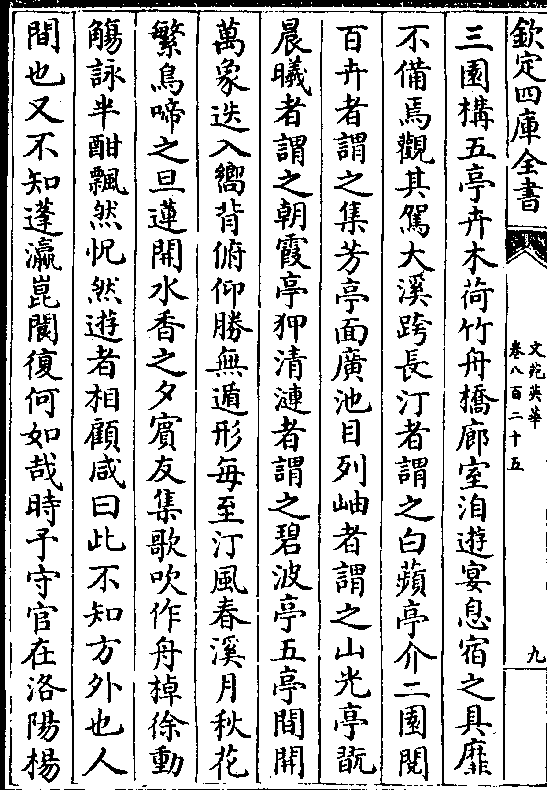 欽定四庫全書
文苑英華
卷八百二十五
九
三園構五亭卉木荷竹舟橋廊室洎遊宴息宿之具靡
不備焉觀其駕大溪跨長汀者謂之白蘋亭介二園閱
百卉者謂之集芳亭面廣池目列岫者謂之山光亭翫
晨曦者謂之朝霞亭狎清漣者謂之碧波亭五亭間開
萬象迭入嚮背俯仰勝無遁形每至汀風春溪月秋花
繁鳥啼之旦蓮開水香之夕賓友集歌吹作舟棹徐動
觴詠半酣飄然怳然遊者相顧咸曰此不知方外也人
間也又不知蓬瀛崑閬復何如哉時予守官在洛陽楊